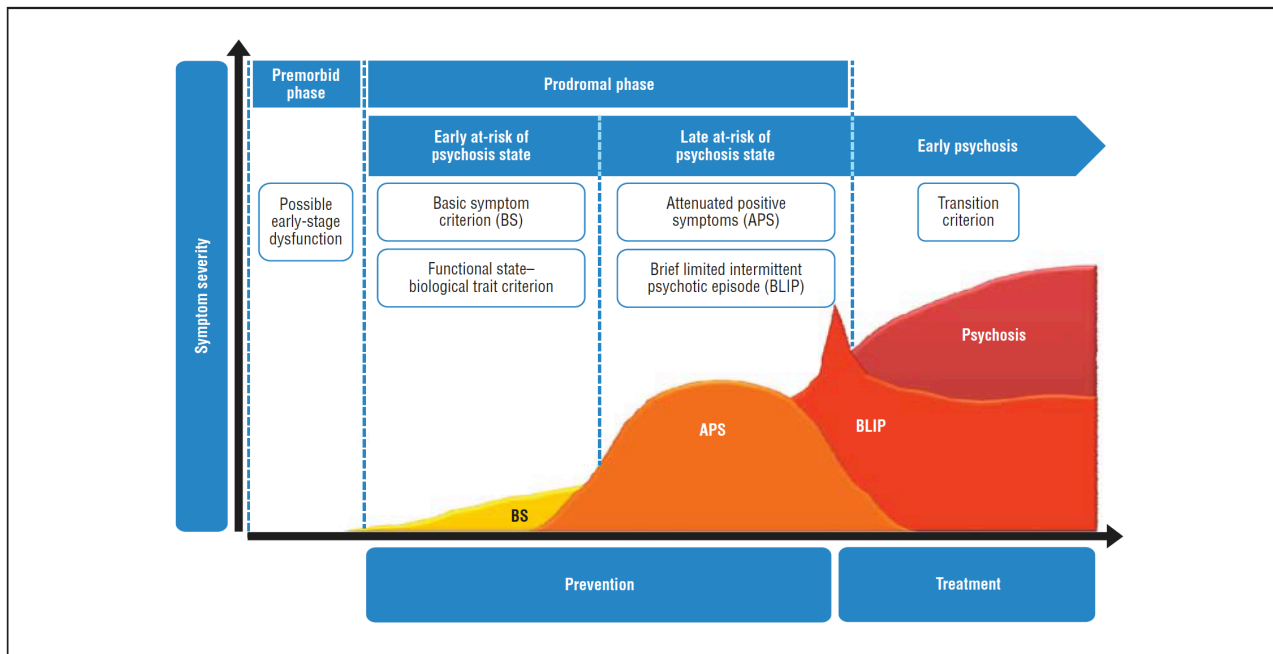 Premorbid
phase
Prodromal phase
Early at-risk of
psychosis state
Late at-risk of
psychosis state
Early psychosis
Possible
early-stage
dysfunction
Basic symptom
criterion (BS)
Functional state–
biological trait criterion
Attenuated positive
symptoms (APS)
Brief limited intermittent
psychotic episode (BLIP)
Transition
criterion
Symptom severity
Psychosis
APS
BLIP
BS
Prevention
Treatment